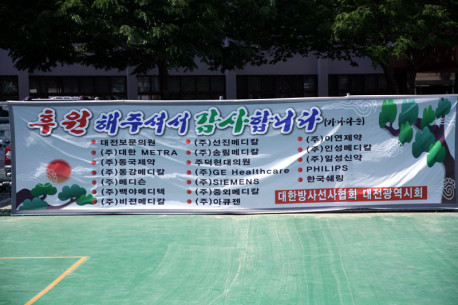 후원 해주셔서 감사합니다 (가나다순)
대전보문의원
(주)대한 METRA
(주)동국제약
(주)동강메디칼
(주)메디슨
(주)백야메디텍
(주)비전메디칼
(주)선진메디칼
(주)송림메디칼
주덕현대의원
(주)GE Healthcare
(주)SIEMENS
(주)중외메디칼
(주)아큐젠
(주)이연제약
(주)인성메디칼
(주)일성신약
PHILIPS
한국쉐링
대한방사선사협회 대전광역시회